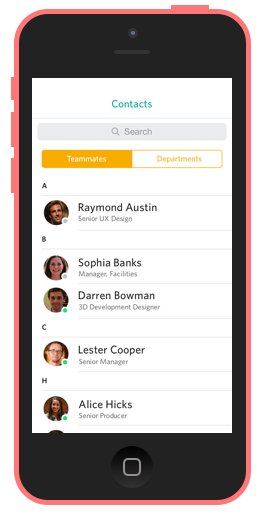 Contacts
Search
Teammates
Departments
A
Raymond Austin
Senior UX Design
B
Sophia Banks
Manager, Facilities
Darren Bowman
3D Development Designer
C
Lester Cooper
Senior Manager
H
Alice Hicks
Senior Producer